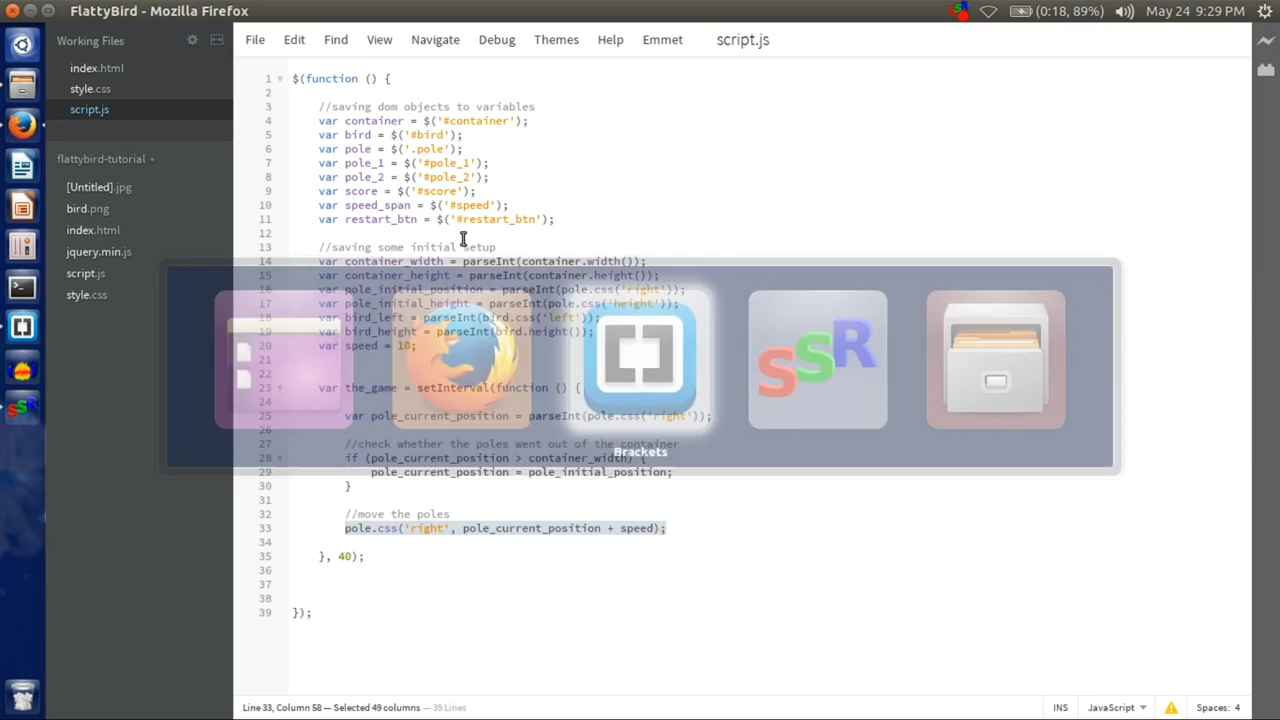 FlattyBird - Mozilla Firefox
(0:18, 89%) May 24 9:29 PM
Working Files
index.html
style.css
script.js
flattybird-tutorial
[Untitled].jpg
bird.png
index.html
jquery.min.js
script.js
style.css
File Edit Find View Navigate Debug Themes Help Emmet script.js
1 $(function () {
2
3 //saving dom objects to variables
4 var container = $('#container');
5 var bird = $('#bird');
6 var pole = $('.pole');
7 var pole_1 = $('#pole_1');
8 var pole_2 = $('#pole_2');
9 var score = $('#score');
10 var speed_span = $('#speed');
11 var restart_btn = $('#restart_btn');
12
13 //saving some initial setup
14 var container_width = parseInt(container.width());
15 var container_height = parseInt(container.height());
16 var pole_initial_position = parseInt(pole.css('right'));
17 var pole_initial_height = parseInt(pole.css('height'));
18 var bird_left = parseInt(bird.css('left'));
19 var bird_height = parseInt(bird.height());
20 var speed = 10;
21
22
23 var the_game = setInterval(function () {
24
25 var pole_current_position = parseInt(pole.css('right'));
26
27 //check whether the poles went out of the container
28 if (pole_current_position > container_width) {
29 pole_current_position = pole_initial_position;
30 }
31
32 //move the poles
33 pole.css('right', pole_current_position + speed);
34
35 }, 40);
36
37
38
39 });
SSR
Brackets
Line 33, Column 58 — Selected 49 columns — 39 Lines
INS JavaScript Spaces: 4